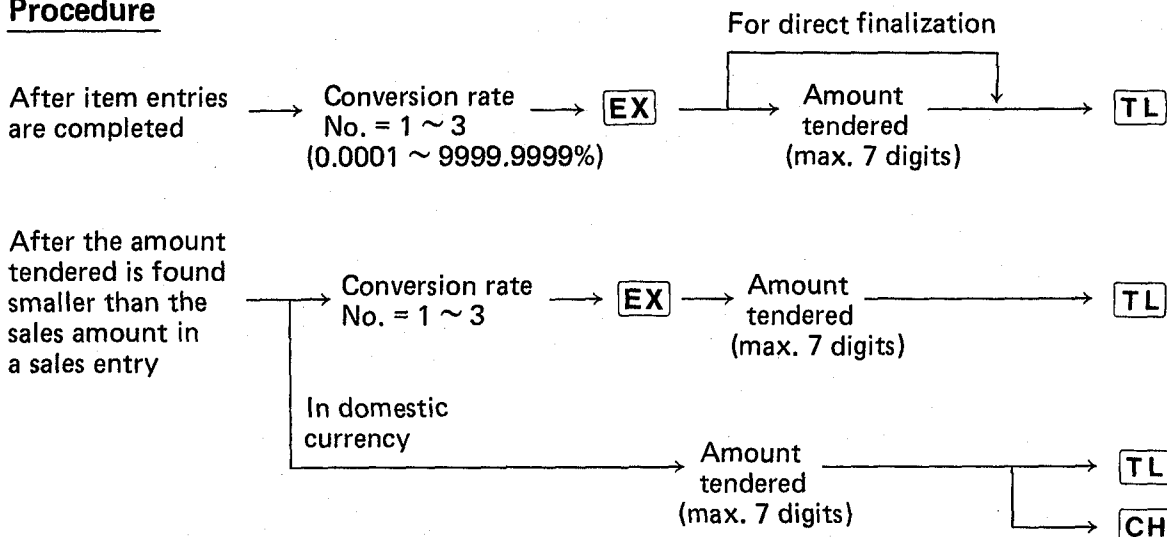 Procedure
For direct finalization
After item entries
are completed
Conversion rate
No. = 1 ~ 3
(0.0001 ~ 9999.9999%)
EX
Amount
tendered
(max. 7 digits)
TL
After the amount
tendered is found
smaller than the
sales amount in
a sales entry
Conversion rate
No. = 1 ~ 3
EX
Amount
tendered
(max. 7 digits)
TL
In domestic
currency
Amount
tendered
(max. 7 digits)
TL
CH